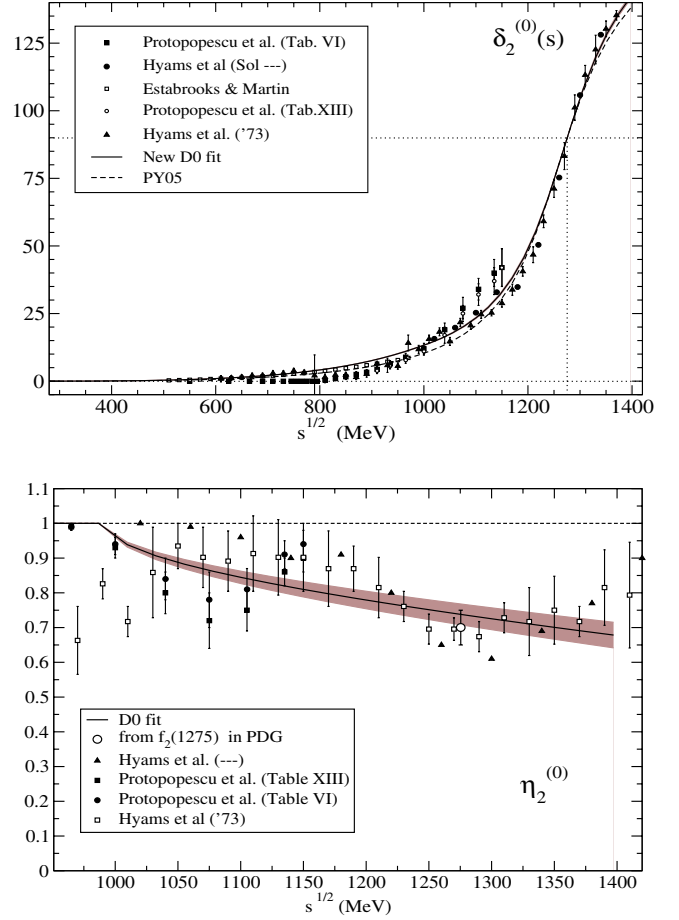 δ2(0)(s)
125
100
75
50
25
0
Protopopescu et al. (Tab. VI)
Hyams et al (Sol ---)
Estabrooks & Martin
Protopopescu et al. (Tab.XIII)
Hyams et al. ('73)
New D0 fit
PY05
400 600 800 1000 1200 1400
s1/2 (MeV)
1.1
1
0.9
0.8
0.7
0.6
0.5
0.4
0.3
0.2
0.1
0
D0 fit
from f2(1275) in PDG
Hyams et al. (---)
Protopopescu et al. (Table XIII)
Protopopescu et al. (Table VI)
Hyams et al ('73)
η2(0)
1000 1050 1100 1150 1200 1250 1300 1350 1400
s1/2 (MeV)